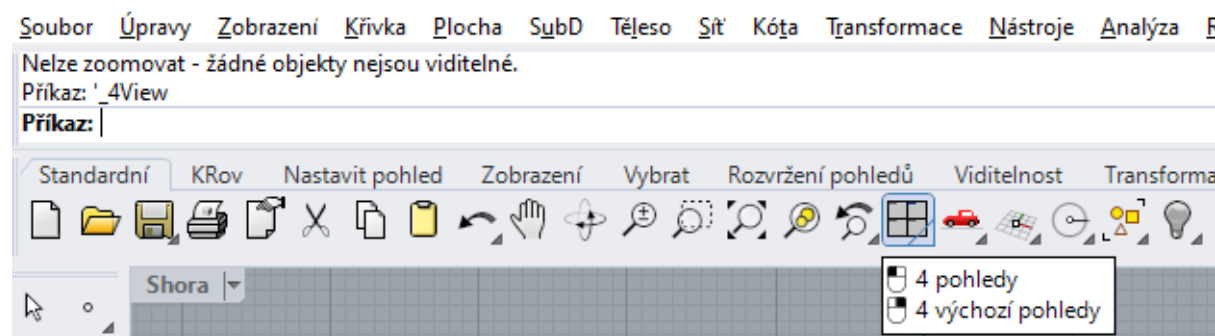 Soubor Úpravy Zobrazení Křivka Plocha SubD Těleso Síť Kóta Transformace Nástroje Analýza
Nelze zoomovat - žádné objekty nejsou viditelné.
Příkaz: '_4View
Příkaz:
Standardní KRov Nastavit pohled Zobrazení Vybrat Rozvržení pohledů Viditelnost Transforma
Shora
4 pohledy
4 výchozí pohledy